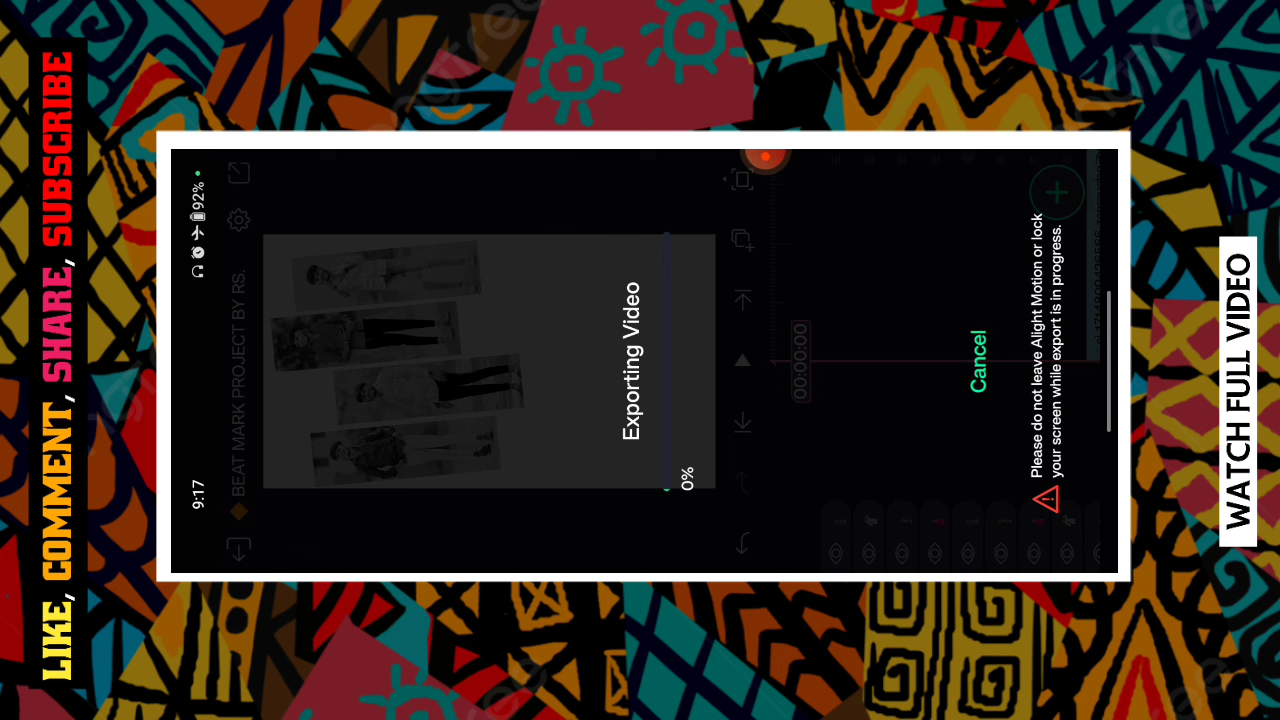 LIKE, COMMENT, SHARE, SUBSCRIBE
9:17
92%
BEAT MARK PROJECT BY RS.
Exporting Video
0%
00:00:00
Cancel
Please do not leave Alight Motion or lock
your screen while export is in progress.
WATCH FULL VIDEO